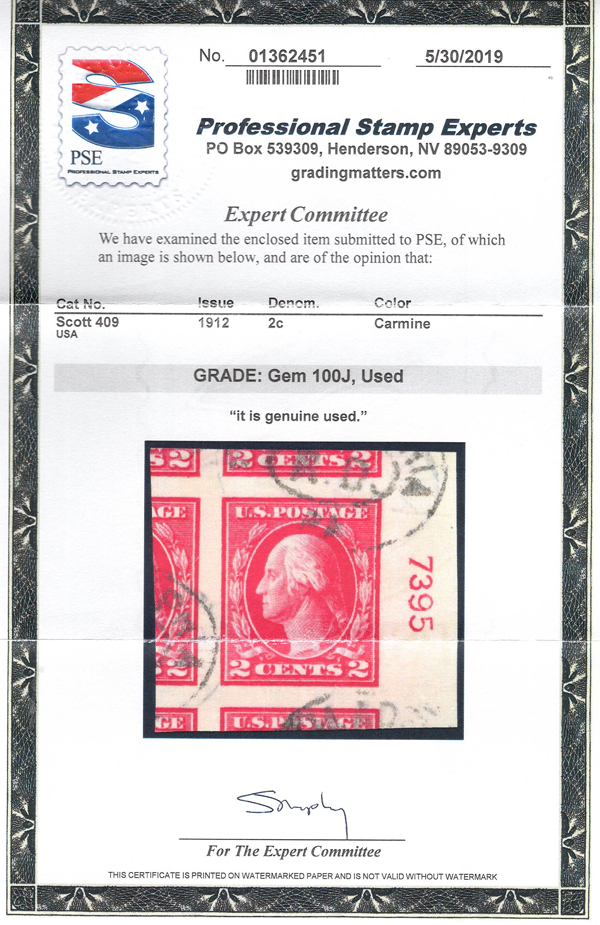 No. 01362451 5/30/2019
PSE
PROFESSIONAL STAMP EXPERTS
Professional Stamp Experts
PO Box 539309, Henderson, NV 89053-9309
gradingmatters.com
Expert Committee
We have examined the enclosed item submitted to PSE, of which
an image is shown below, and are of the opinion that:
Cat No. Issue Denom. Color
Scott 409 1912 2c Carmine
USA
GRADE: Gem 100J, Used
“it is genuine used.”
S2 2 CENTS 2
AGE U.S. POSTAGE
7395
S2 2 CENTS 2
GE U.S. POSTAGE
For The Expert Committee
THIS CERTIFICATE IS PRINTED ON WATERMARKED PAPER AND IS NOT VALID WITHOUT WATERMARK